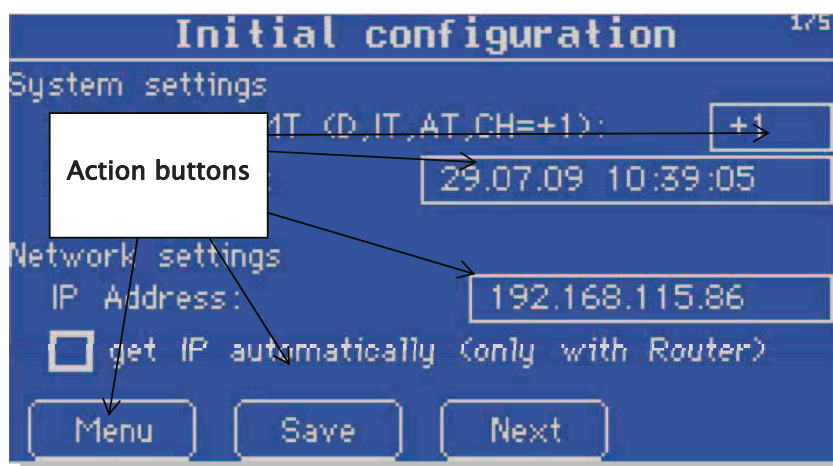 Initial configuration 1/5
System settings
MT (D,IT,AT,CH=+1): +1
Action buttons : 29.07.09 10:39:05
Network settings
IP Address: 192.168.115.86
get IP automatically (only with Router)
Menu Save Next